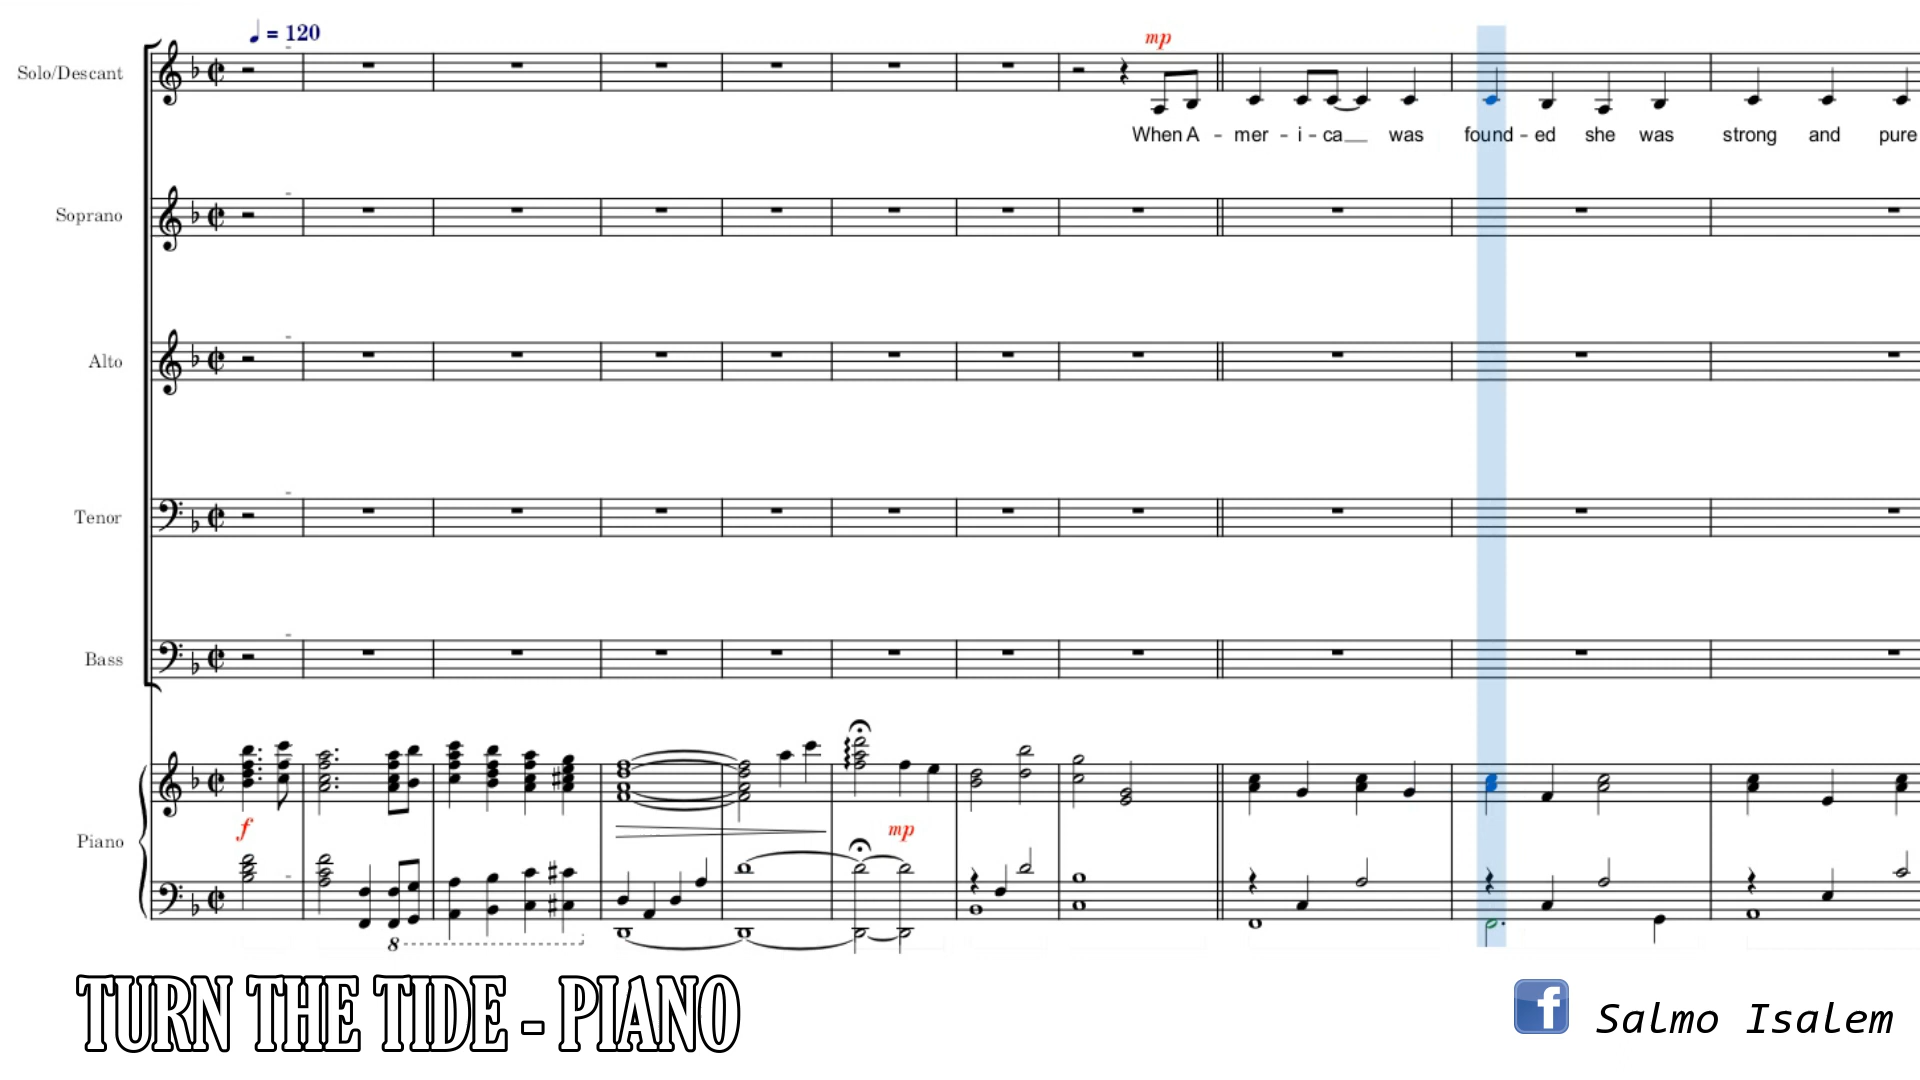 ♩ = 120
Solo/Descant
mp
When A - mer - i - ca__ was found - ed she was strong and pure
Soprano
Alto
Tenor
Bass
Piano
f
mp
8
TURN THE TIDE - PIANO
f Salmo Isalem